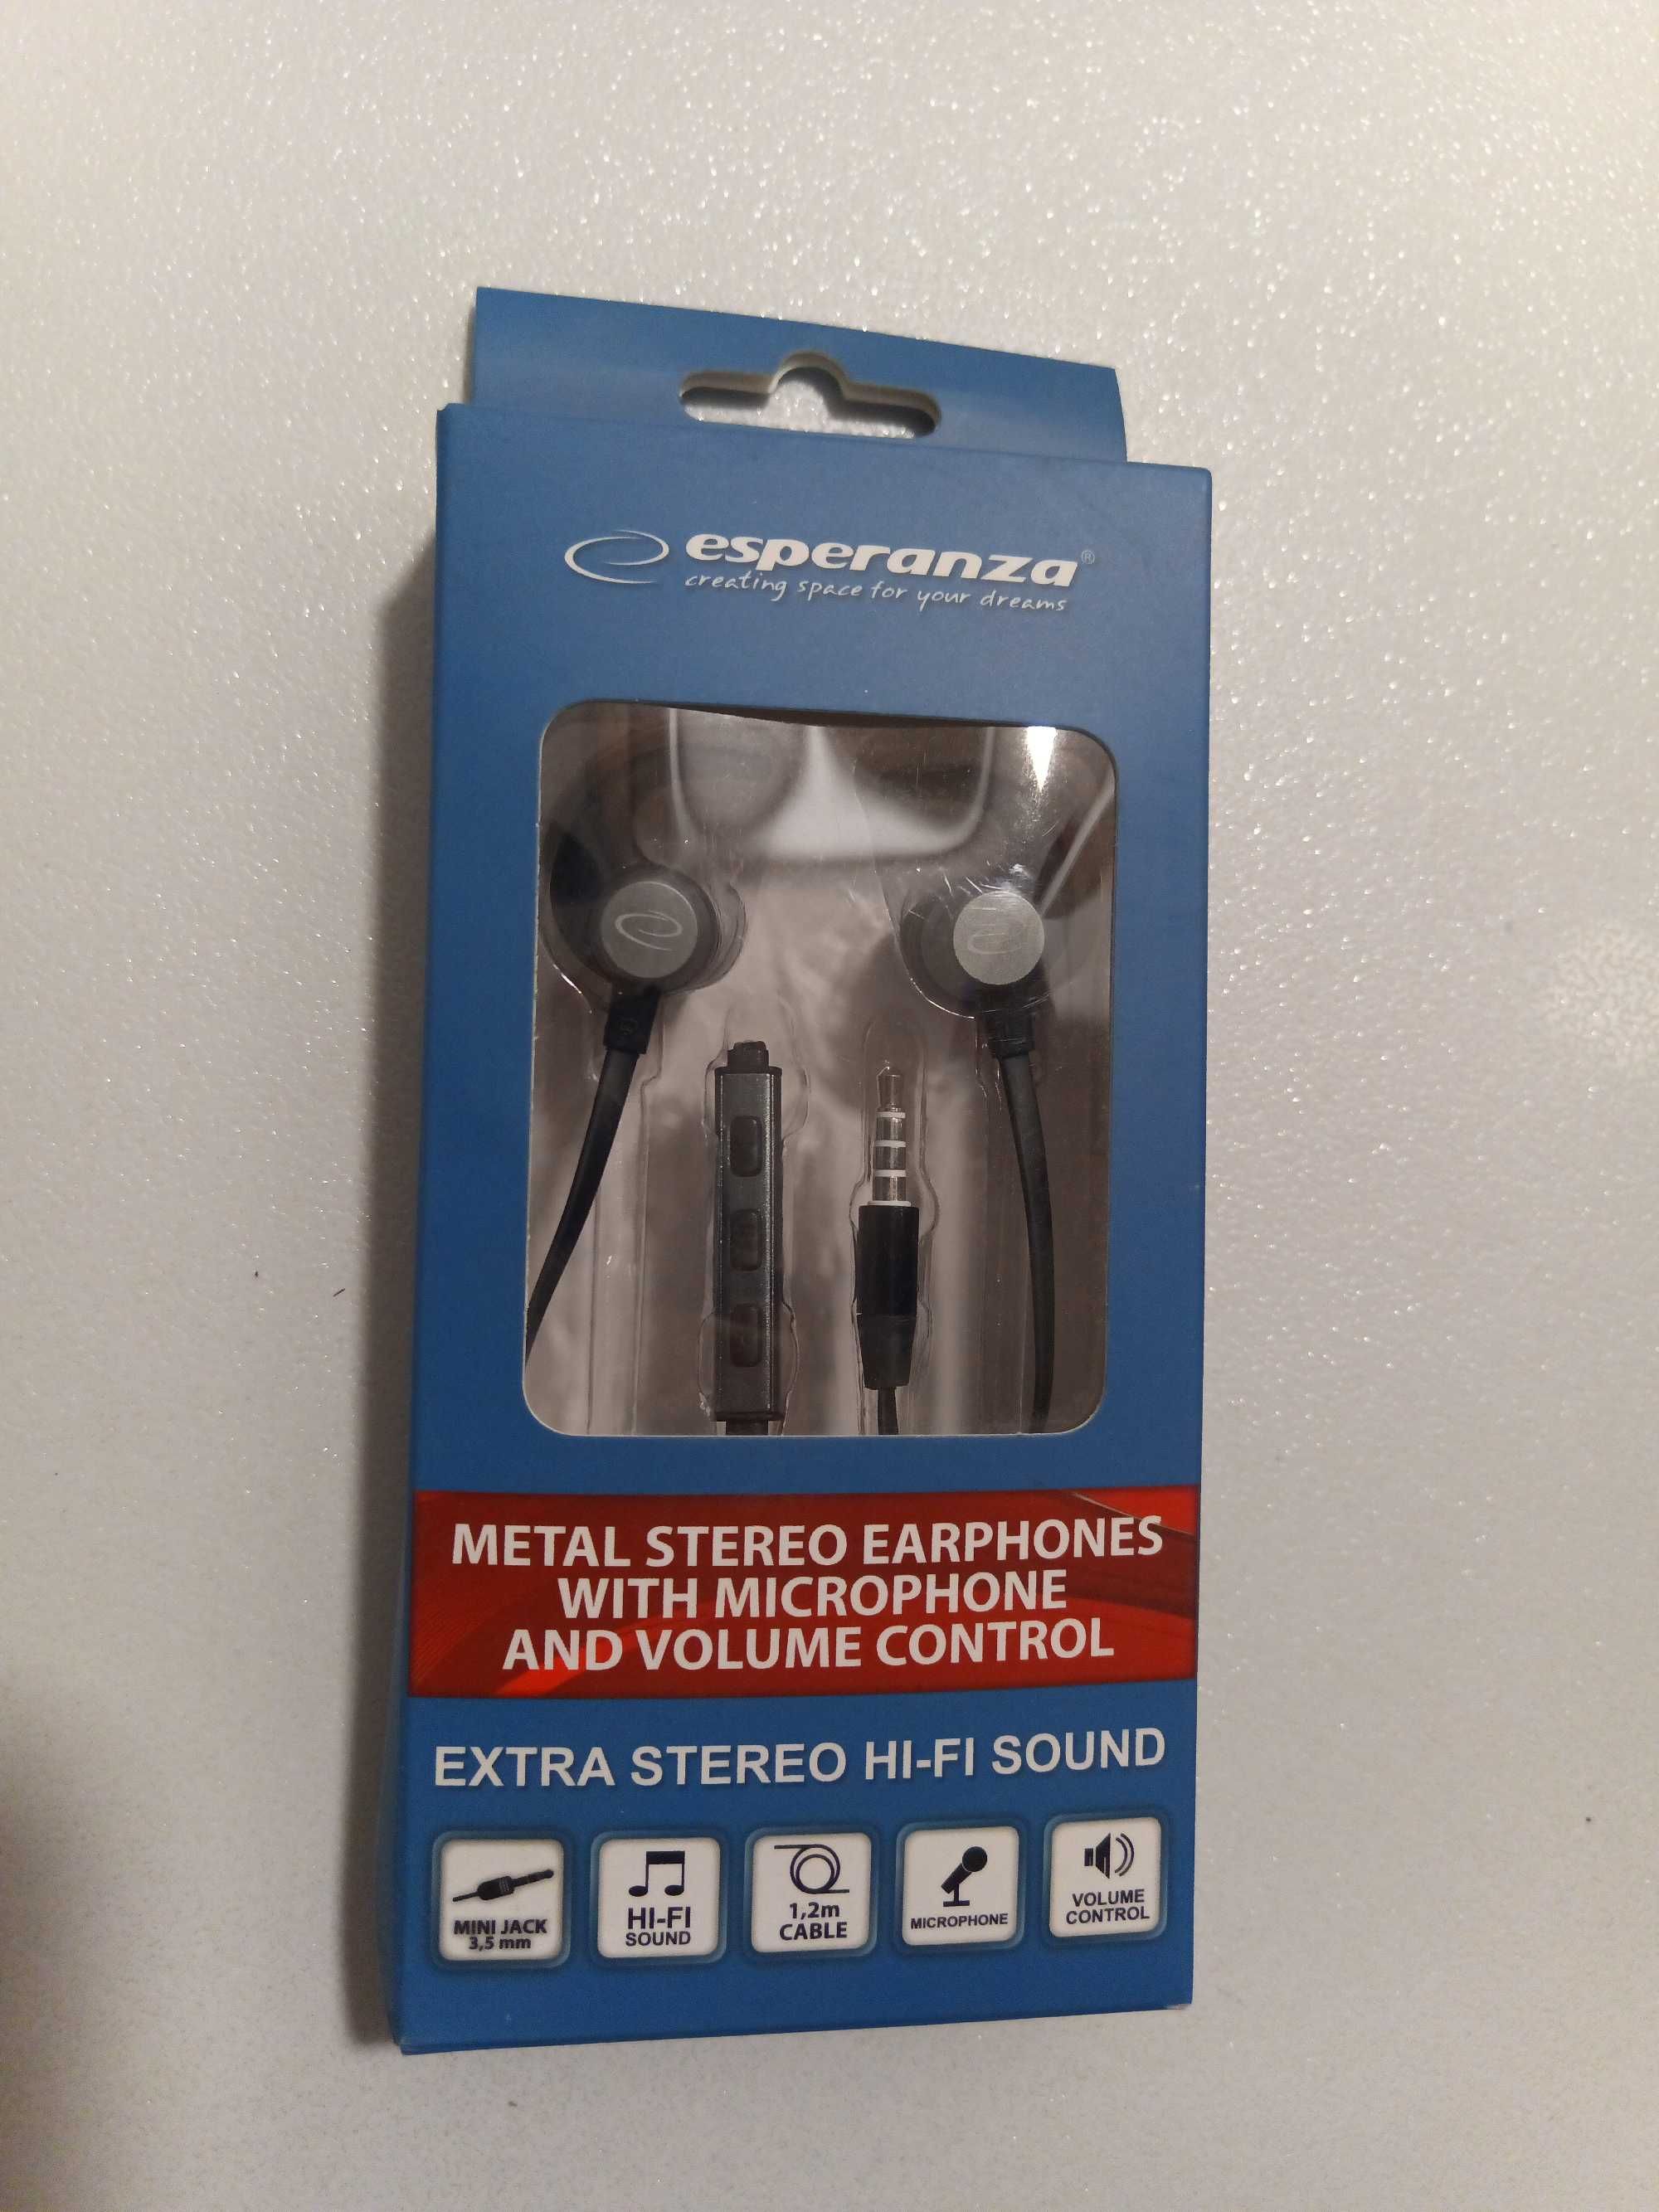 esperanza®
creating space for your dreams
METAL STEREO EARPHONES
WITH MICROPHONE
AND VOLUME CONTROL
EXTRA STEREO HI-FI SOUND
MINI JACK
3,5 mm
HI-FI
SOUND
1,2m
CABLE
MICROPHONE
VOLUME
CONTROL